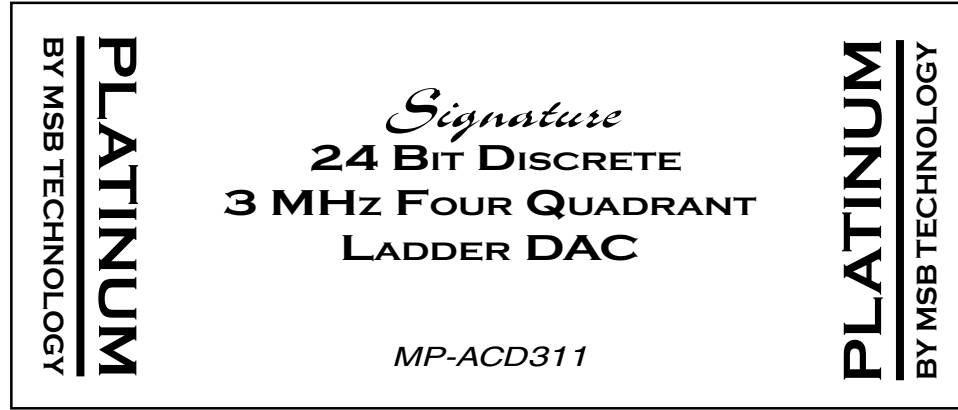 PLATINUM
BY MSB TECHNOLOGY
Signature
24 BIT DISCRETE
3 MHZ FOUR QUADRANT
LADDER DAC
MP-ACD311
PLATINUM
BY MSB TECHNOLOGY